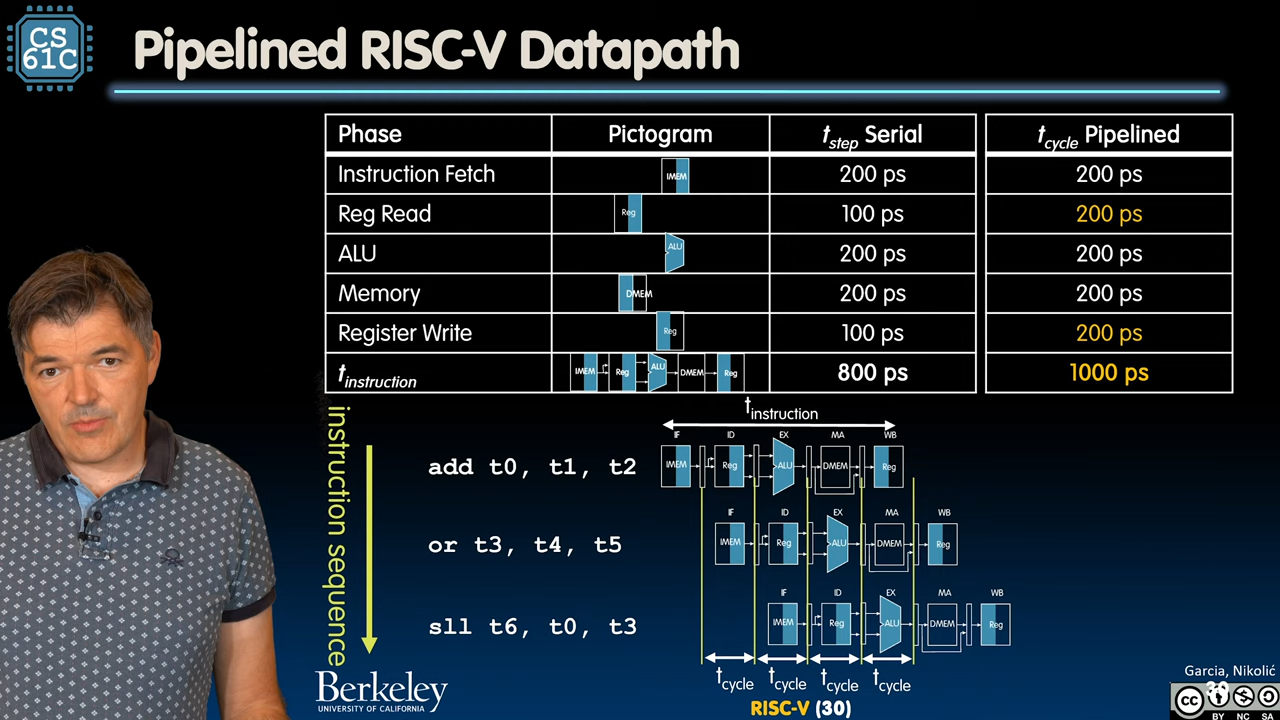 CS
61C
Pipelined RISC-V Datapath
Phase Pictogram tstep Serial tcycle Pipelined
Instruction Fetch IMEM 200 ps 200 ps
Reg Read Reg 100 ps 200 ps
ALU ALU 200 ps 200 ps
Memory DMEM 200 ps 200 ps
Register Write Reg 100 ps 200 ps
tinstruction IMEM Reg ALU DMEM Reg 800 ps 1000 ps
instruction sequence
tinstruction
IF ID EX MA WB
add t0, t1, t2 IMEM Reg ALU DMEM Reg
IF ID EX MA WB
or t3, t4, t5 IMEM Reg ALU DMEM Reg
IF ID EX MA WB
sll t6, t0, t3 IMEM Reg ALU DMEM Reg
tcycle tcycle tcycle tcycle
Berkeley
UNIVERSITY OF CALIFORNIA
RISC-V (30)
Garcia, Nikolić
30
cc
BY NC SA